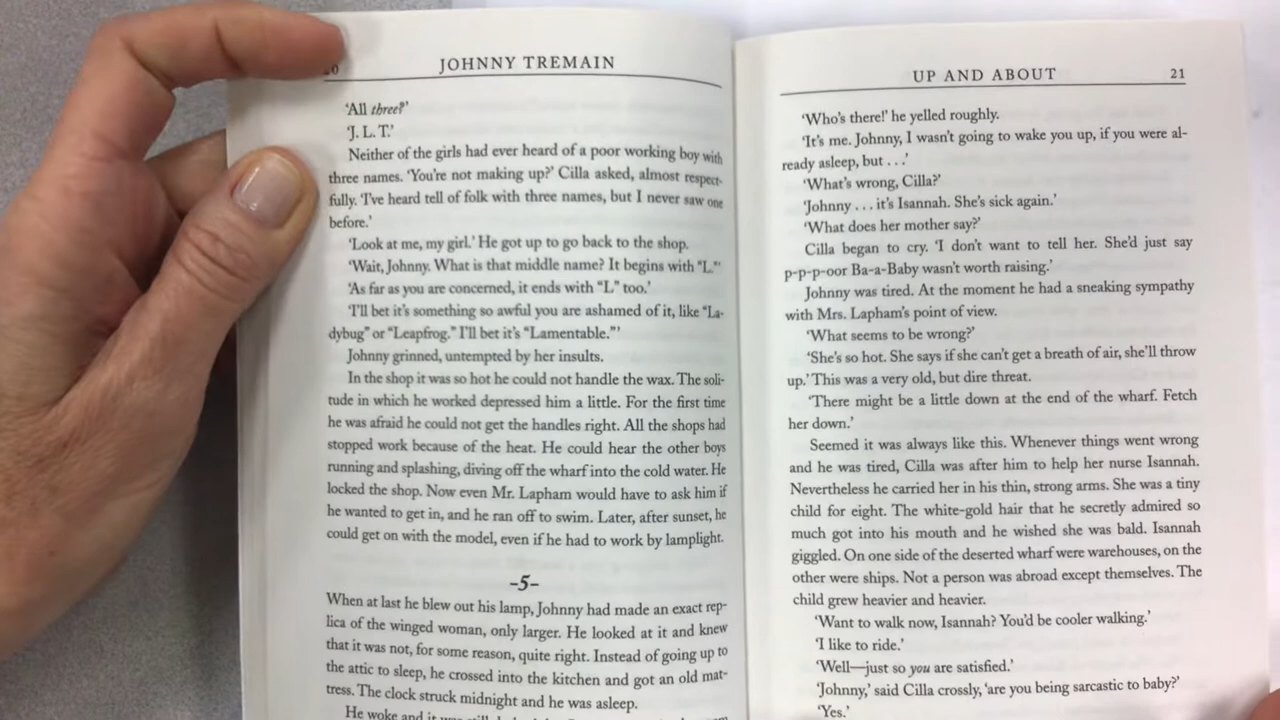 JOHNNY TREMAIN
'All three?'
'J. L. T.'
Neither of the girls had ever heard of a poor working boy with
three names. 'You're not making up?' Cilla asked, almost respect-
fully. 'I've heard tell of folk with three names, but I never saw one
before.'
'Look at me, my girl.' He got up to go back to the shop.
'Wait, Johnny. What is that middle name? It begins with "L."'
'As far as you are concerned, it ends with "L" too.'
'I'll bet it's something so awful you are ashamed of it, like "La-
dybug" or "Leapfrog." I'll bet it's "Lamentable."'
Johnny grinned, untempted by her insults.
In the shop it was so hot he could not handle the wax. The soli-
tude in which he worked depressed him a little. For the first time
he was afraid he could not get the handles right. All the shops had
stopped work because of the heat. He could hear the other boys
running and splashing, diving off the wharf into the cold water. He
locked the shop. Now even Mr. Lapham would have to ask him if
he wanted to get in, and he ran off to swim. Later, after sunset, he
could get on with the model, even if he had to work by lamplight.
-5-
When at last he blew out his lamp, Johnny had made an exact rep-
lica of the winged woman, only larger. He looked at it and knew
that it was not, for some reason, quite right. Instead of going up to
the attic to sleep, he crossed into the kitchen and got an old mat-
tress. The clock struck midnight and he was asleep.
He woke and it
UP AND ABOUT 21
'Who's there!' he yelled roughly.
'It's me. Johnny, I wasn't going to wake you up, if you were al-
ready asleep, but . . .'
'What's wrong, Cilla?'
'Johnny . . . it's Isannah. She's sick again.'
'What does her mother say?'
Cilla began to cry. 'I don't want to tell her. She'd just say
p-p-p-oor Ba-a-Baby wasn't worth raising.'
Johnny was tired. At the moment he had a sneaking sympathy
with Mrs. Lapham's point of view.
'What seems to be wrong?'
'She's so hot. She says if she can't get a breath of air, she'll throw
up.' This was a very old, but dire threat.
'There might be a little down at the end of the wharf. Fetch
her down.'
Seemed it was always like this. Whenever things went wrong
and he was tired, Cilla was after him to help her nurse Isannah.
Nevertheless he carried her in his thin, strong arms. She was a tiny
child for eight. The white-gold hair that he secretly admired so
much got into his mouth and he wished she was bald. Isannah
giggled. On one side of the deserted wharf were warehouses, on the
other were ships. Not a person was abroad except themselves. The
child grew heavier and heavier.
'Want to walk now, Isannah? You'd be cooler walking.'
'I like to ride.'
'Well—just so you are satisfied.'
'Johnny,' said Cilla crossly, 'are you being sarcastic to baby?'
'Yes.'